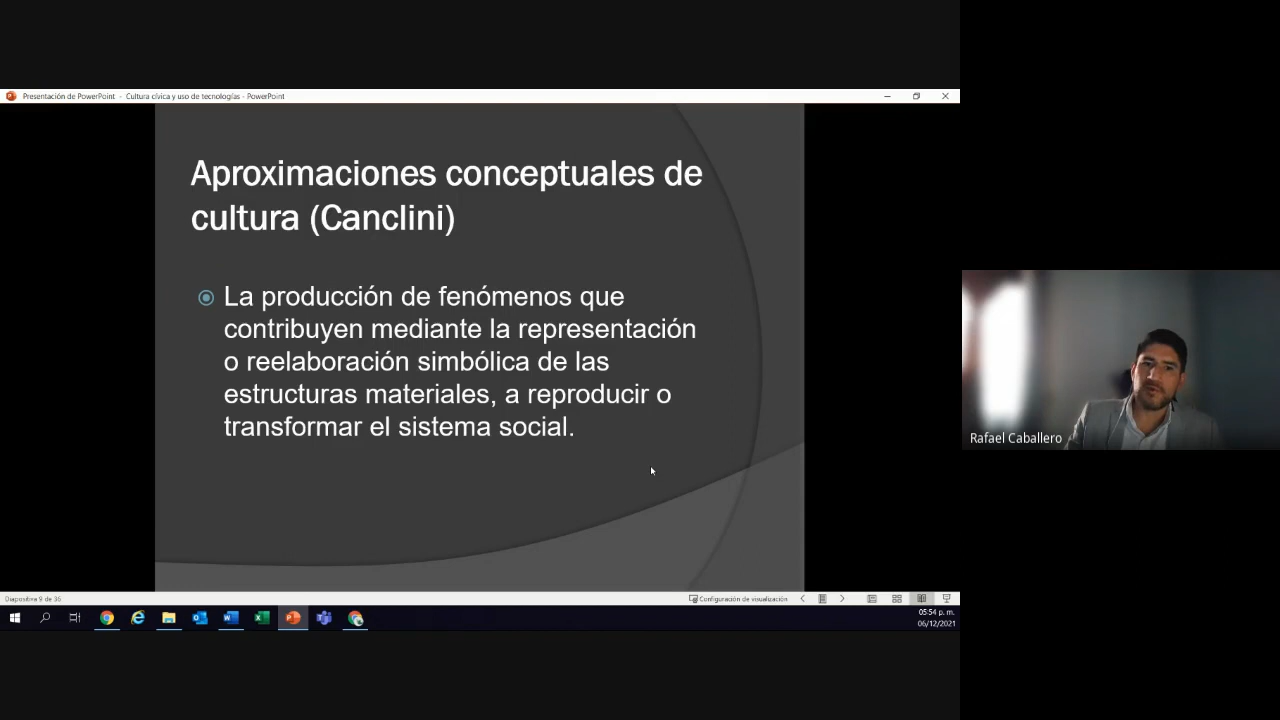 Presentación de PowerPoint - Cultura cívica y uso de tecnologías - PowerPoint
Aproximaciones conceptuales de
cultura (Canclini)
La producción de fenómenos que
contribuyen mediante la representación
o reelaboración simbólica de las
estructuras materiales, a reproducir o
transformar el sistema social.
Rafael Caballero
Diapositiva 9 de 36
Configuración de visualización
05:54 p. m.
06/12/2021